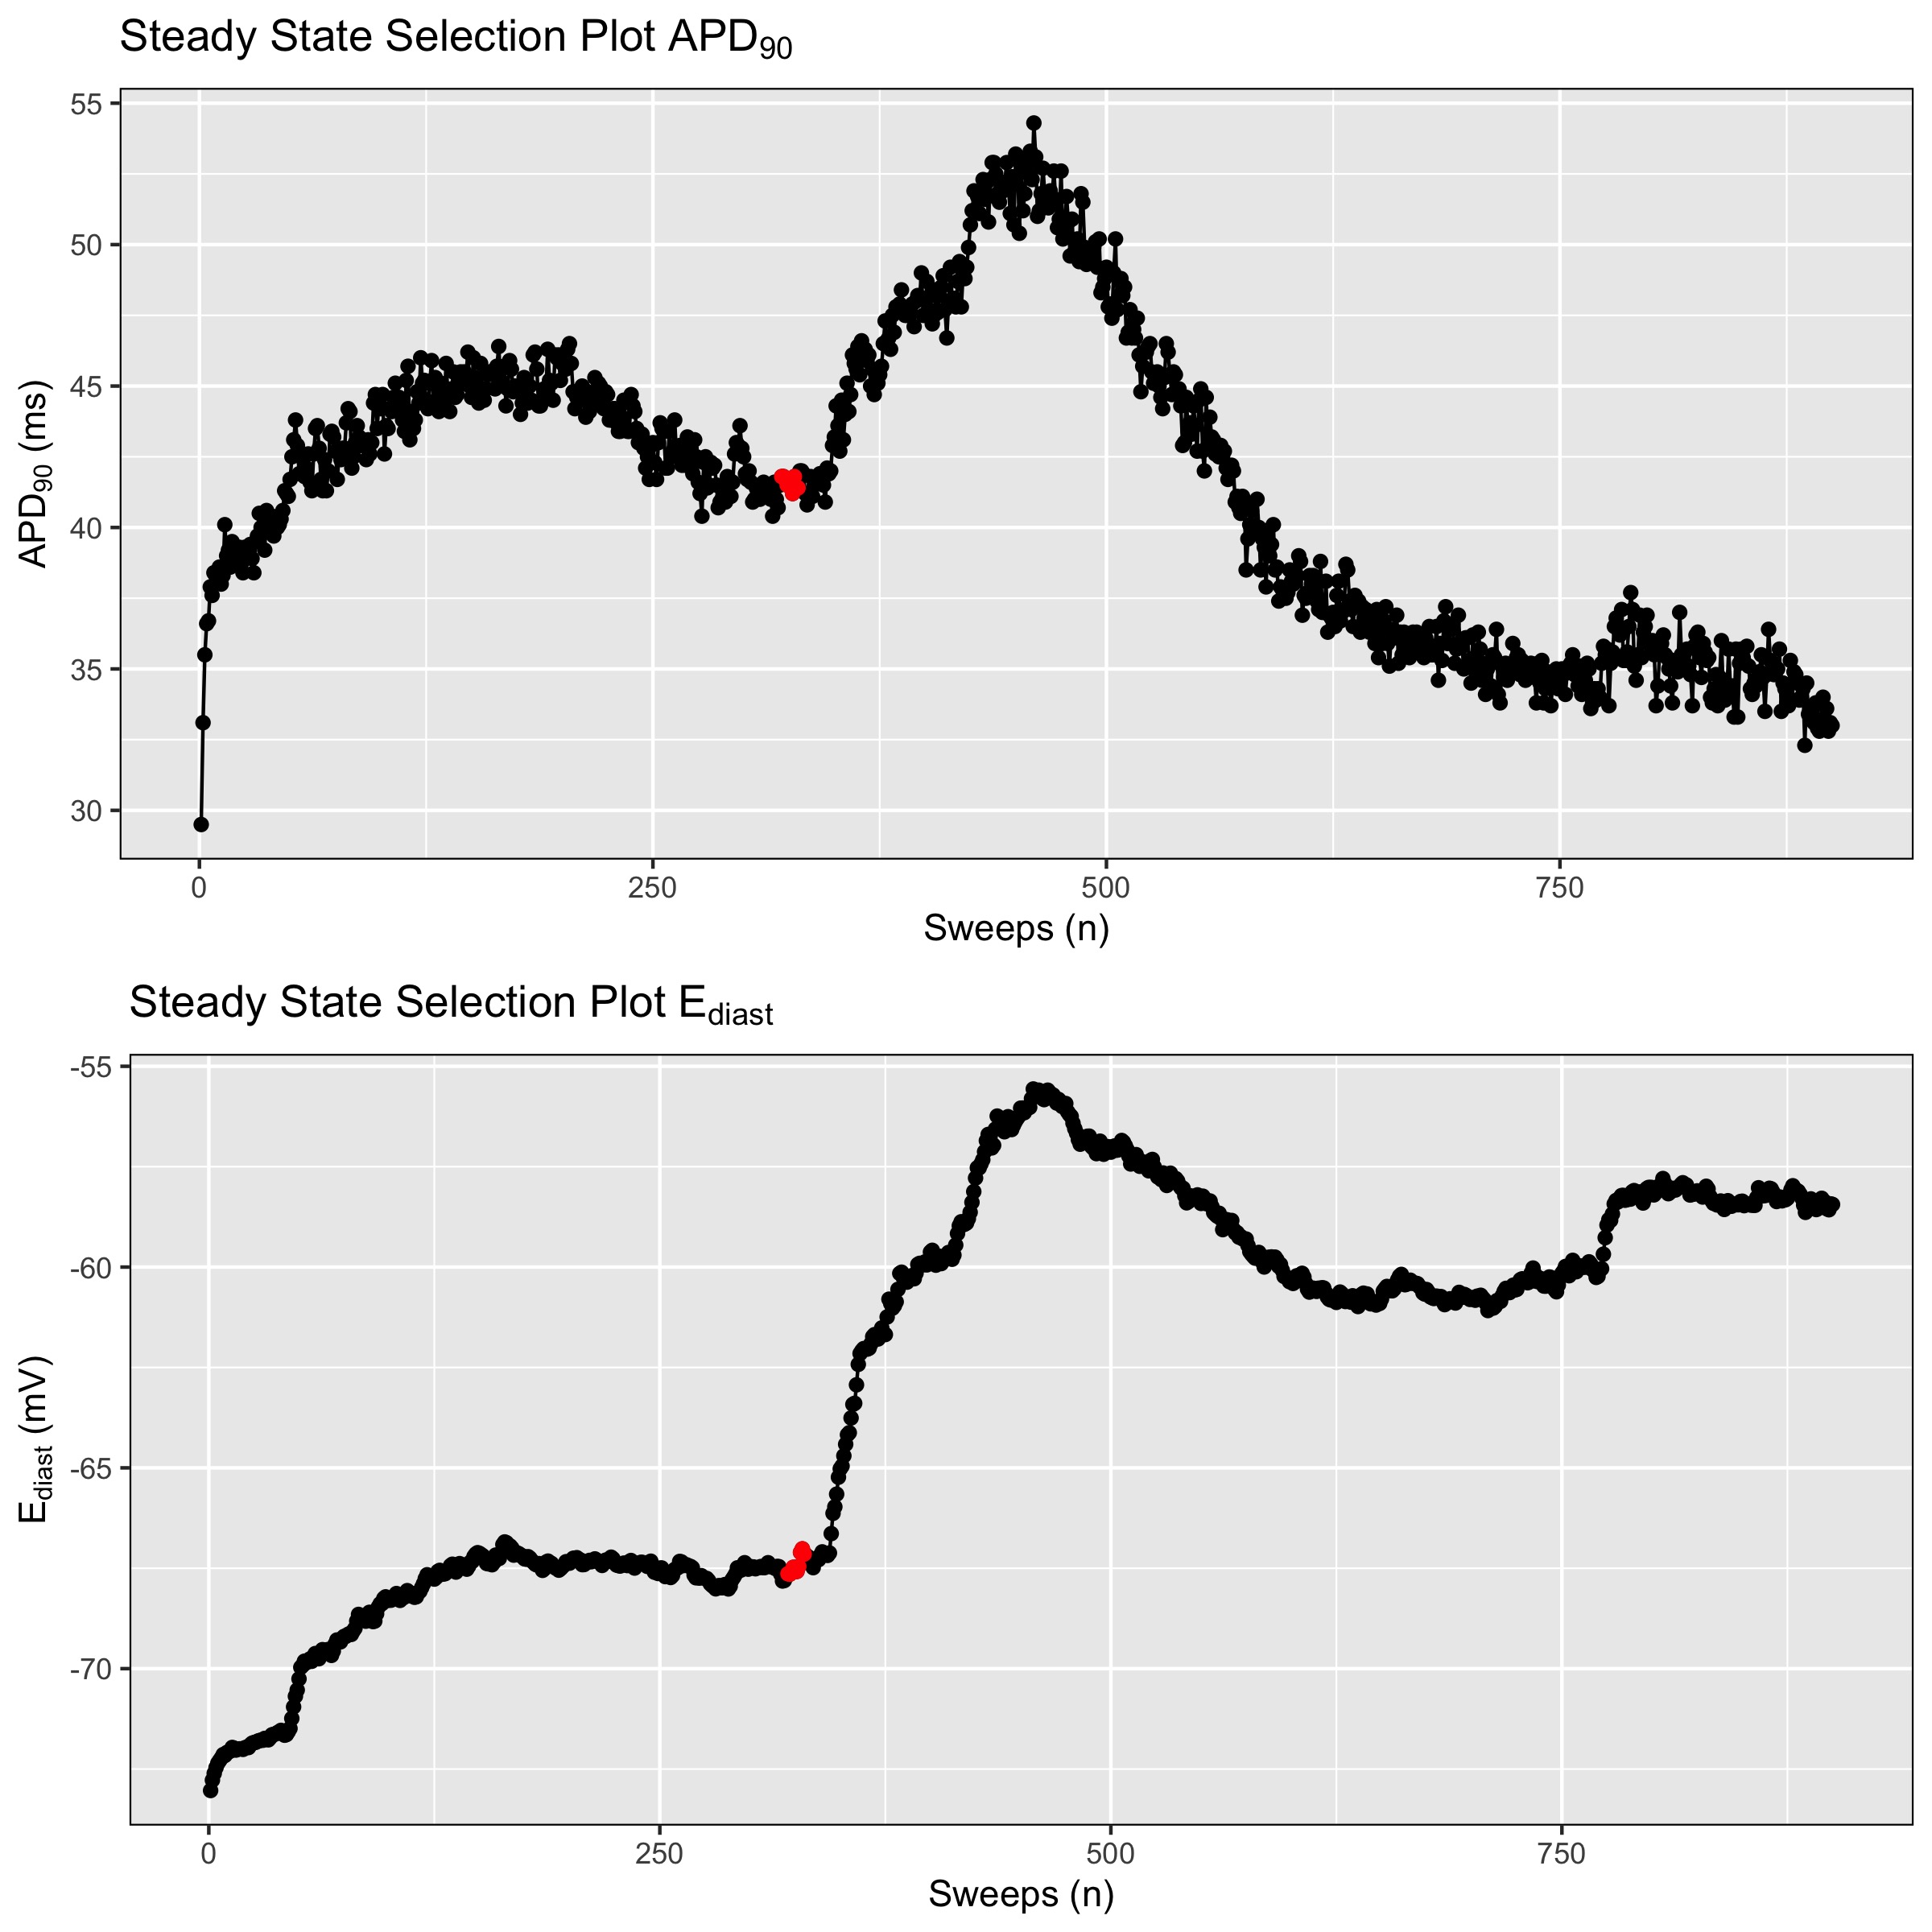 Steady State Selection Plot APD90
55
50
45
40
35
30
APD90 (ms)
0 250 500 750
Sweeps (n)
Steady State Selection Plot Ediast
-55
-60
-65
-70
Ediast (mV)
0 250 500 750
Sweeps (n)